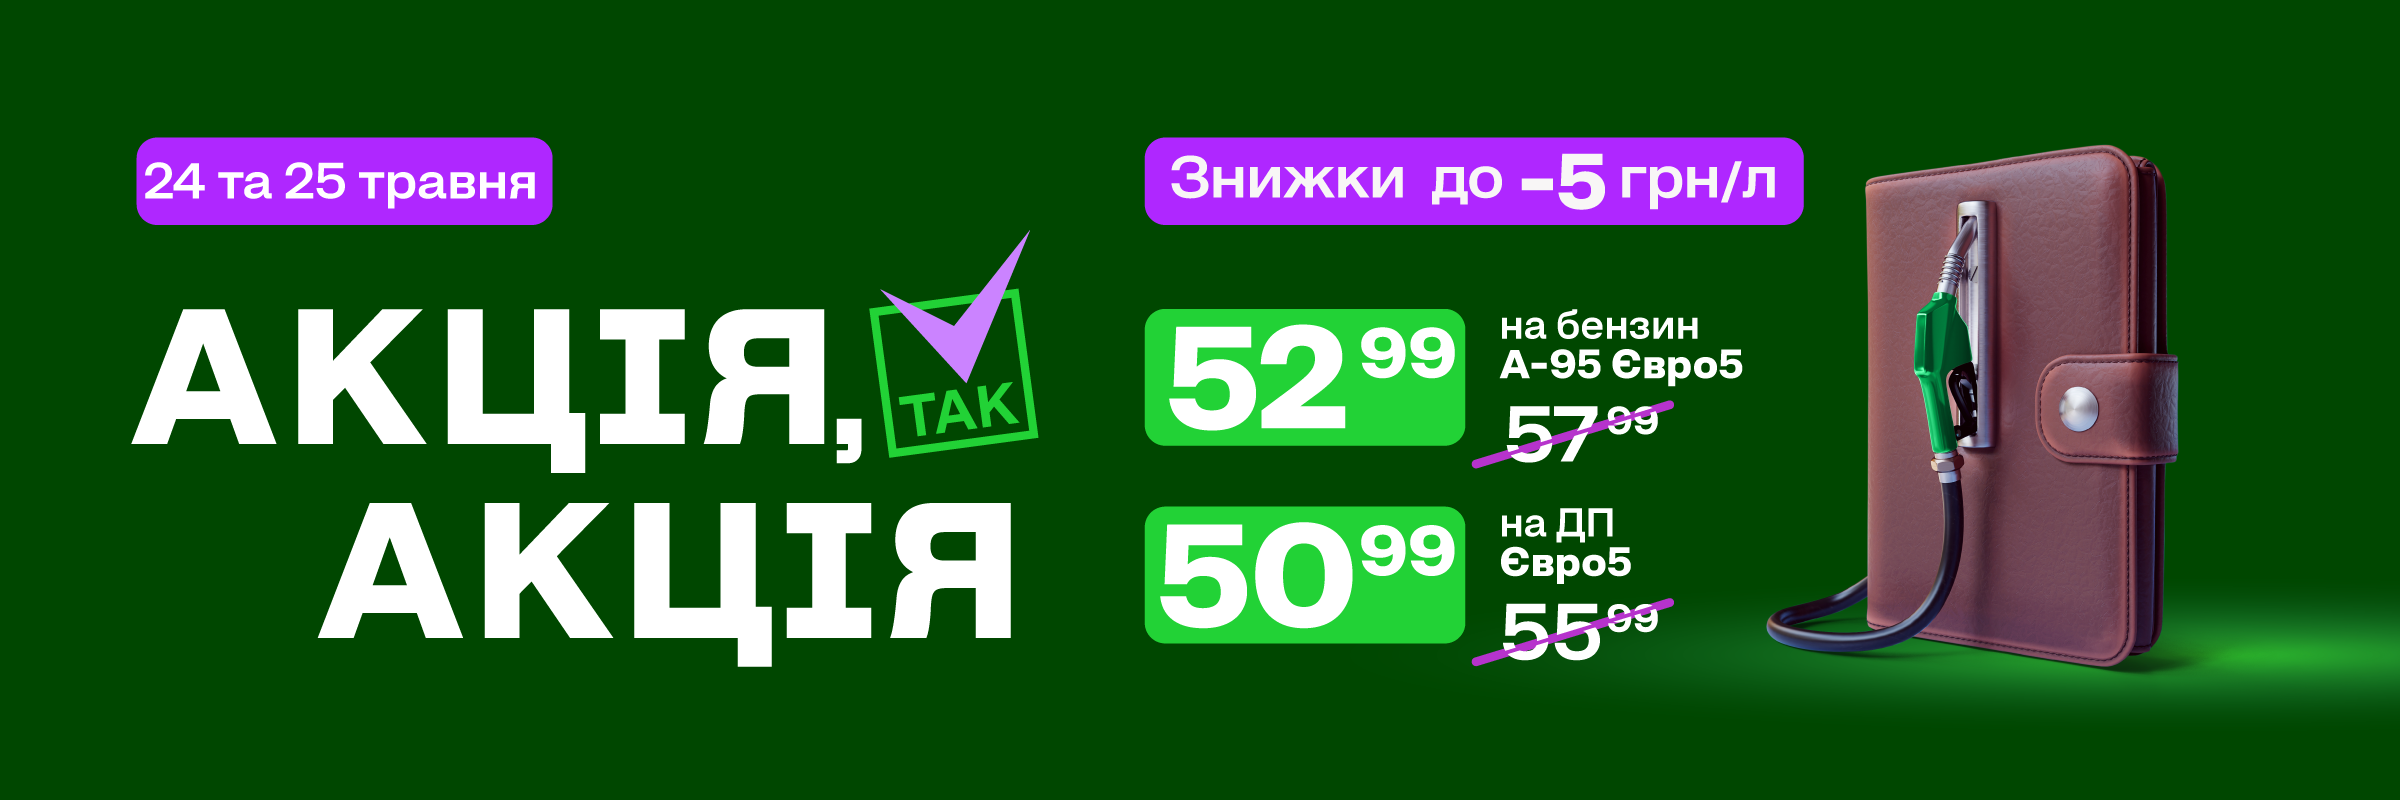 24 та 25 травня
АКЦІЯ,
ТАК
АКЦІЯ
Знижки до -5 грн/л
52 99
на бензин
А-95 Євро5
57 99
50 99
на ДП
Євро5
55 99